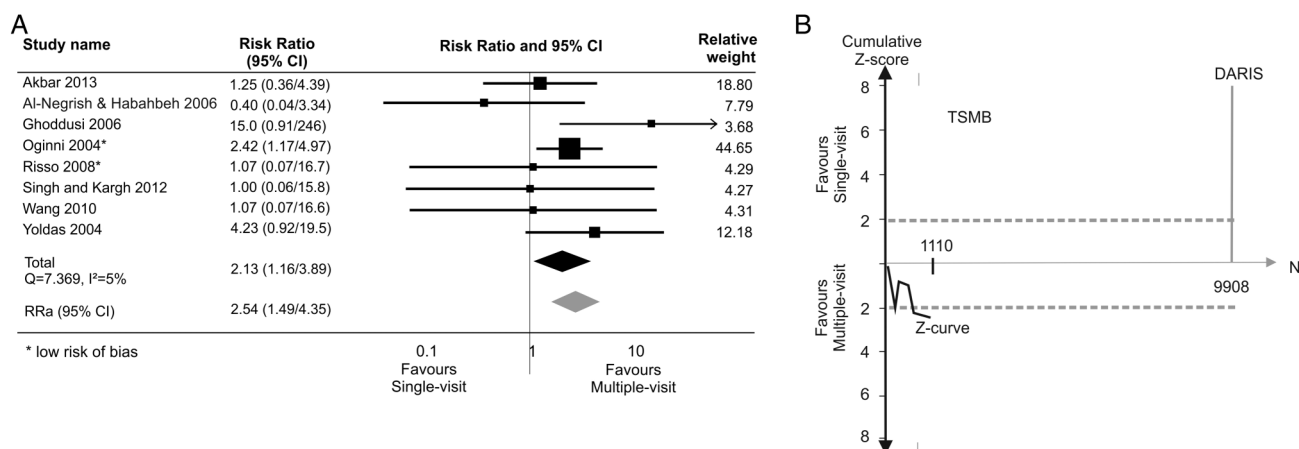 A
Study name Risk Ratio (95% CI) Risk Ratio and 95% CI Relative weight
Akbar 2013 1.25 (0.36/4.39) 18.80
Al-Negrish & Habahbeh 2006 0.40 (0.04/3.34) 7.79
Ghoddusi 2006 15.0 (0.91/246) 3.68
Oginni 2004* 2.42 (1.17/4.97) 44.65
Risso 2008* 1.07 (0.07/16.7) 4.29
Singh and Kargh 2012 1.00 (0.06/15.8) 4.27
Wang 2010 1.07 (0.07/16.6) 4.31
Yoldas 2004 4.23 (0.92/19.5) 12.18
Total
Q=7.369, I²=5% 2.13 (1.16/3.89)
RRa (95% CI) 2.54 (1.49/4.35)
* low risk of bias
0.1 1 10
Favours Single-visit
Favours Multiple-visit
B
Cumulative
Z-score
DARIS
TSMB
8
6
4
2
Favours
Single-visit
1110
N
9908
Favours
Multiple-visit
2
Z-curve
4
6
8